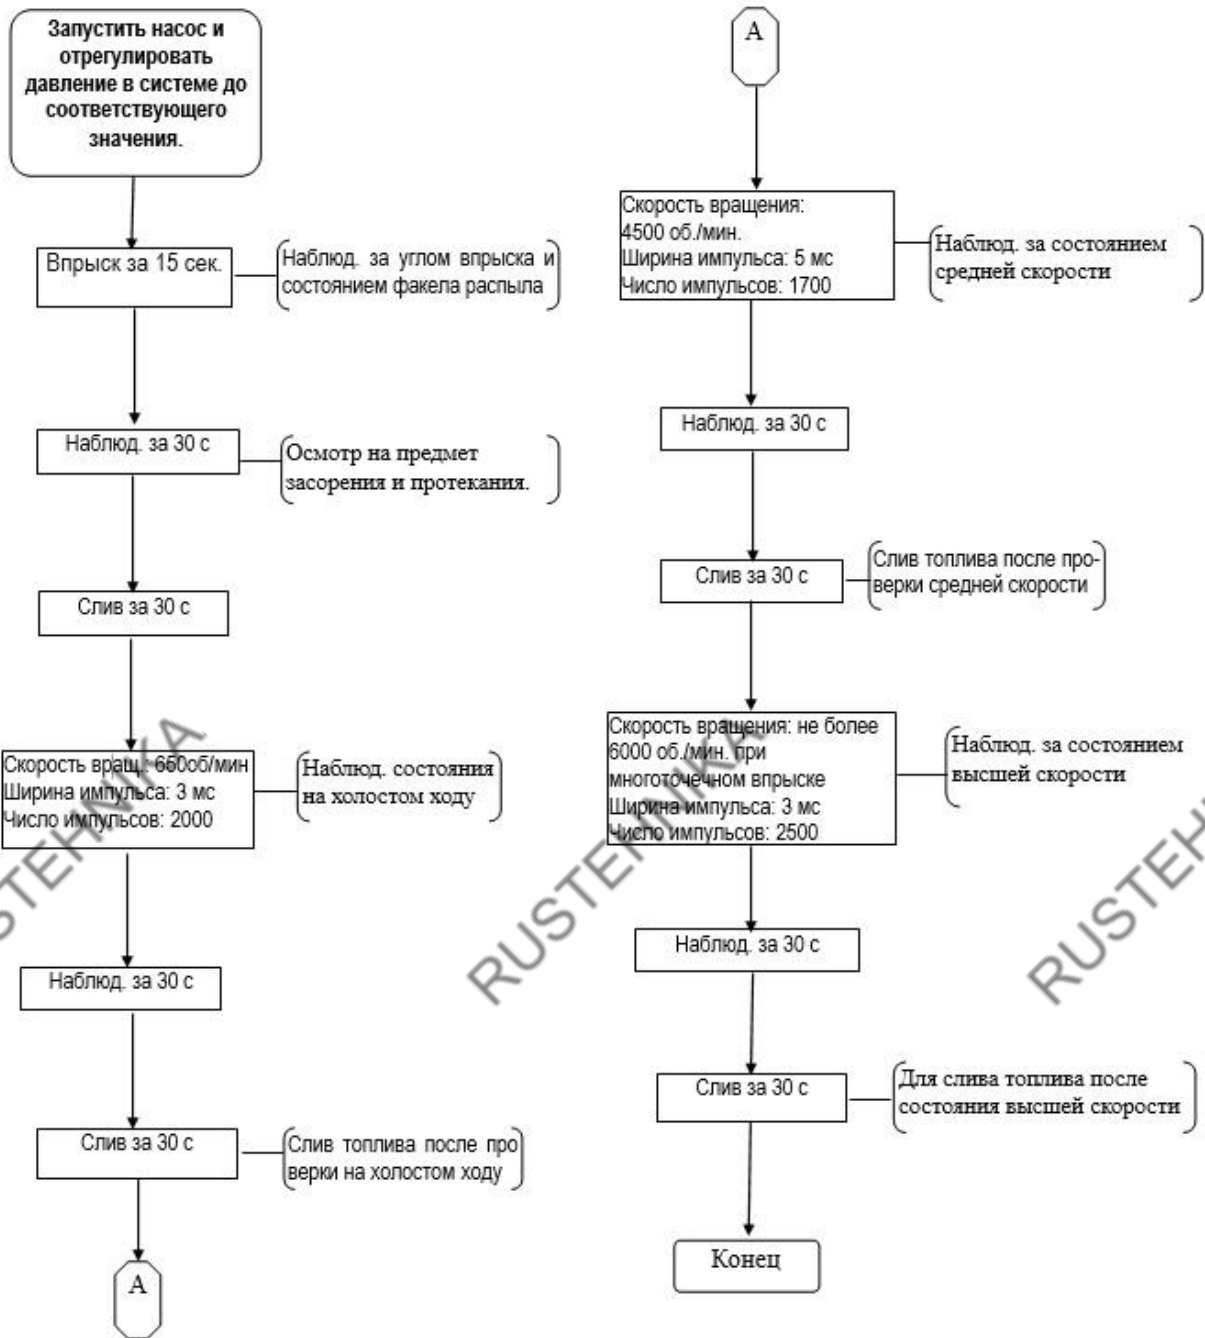 Запустить насос и
отрегулировать
давление в системе до
соответствующего
значения.
Впрыск за 15 сек.
Наблюд. за углом впрыска и
состоянием факела распыла
Наблюд. за 30 с
Осмотр на предмет
засорения и протекания.
Слив за 30 с
Скорость вращ.: 650об/мин
Ширина импульса: 3 мс
Число импульсов: 2000
Наблюд. состояния
на холостом ходу
Наблюд. за 30 с
Слив за 30 с
Слив топлива после про
верки на холостом ходу
А
А
Скорость вращения:
4500 об./мин.
Ширина импульса: 5 мс
Число импульсов: 1700
Наблюд. за состоянием
средней скорости
Наблюд. за 30 с
Слив за 30 с
Слив топлива после про-
верки средней скорости
Скорость вращения: не более
6000 об./мин. при
многоточечном впрыске
Ширина импульса: 3 мс
Число импульсов: 2500
Наблюд. за состоянием
высшей скорости
Наблюд. за 30 с
Слив за 30 с
Для слива топлива после
состояния высшей скорости
Конец
STEHNIKA
RUSTEHNIKA
RUSTEH